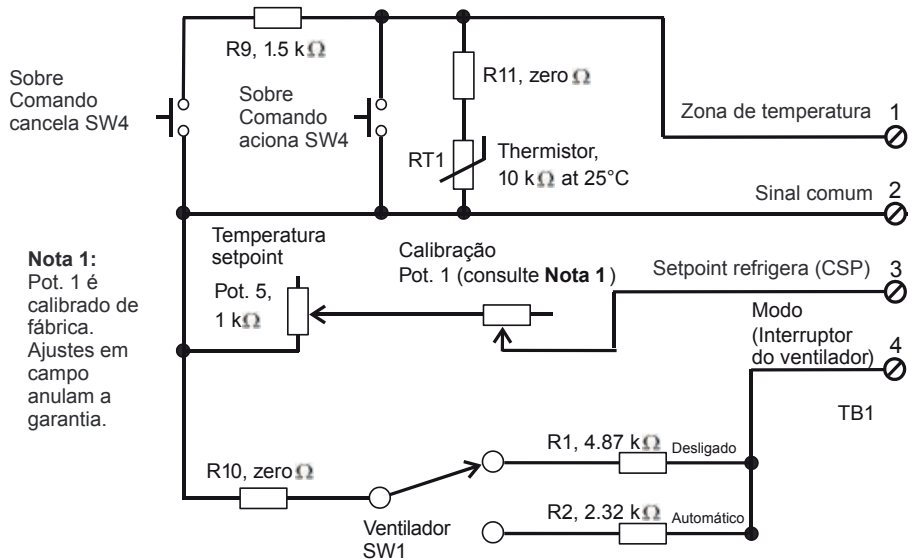 R9, 1.5 kΩ
Sobre
Comando
cancela SW4
Sobre
Comando
aciona SW4
R11, zero Ω
RT1
Thermistor,
10 kΩ at 25°C
Zona de temperatura
1
Sinal comum
2
Nota 1:
Pot. 1 é
calibrado de
fábrica.
Ajustes em
campo
anulam a
garantia.
Temperatura
setpoint
Pot. 5,
1 kΩ
Calibração
Pot. 1 (consulte Nota 1)
Setpoint refrigera (CSP)
3
Modo
(Interruptor
do ventilador)
4
TB1
R10, zero Ω
Ventilador
SW1
R1, 4.87 kΩ Desligado
R2, 2.32 kΩ Automático